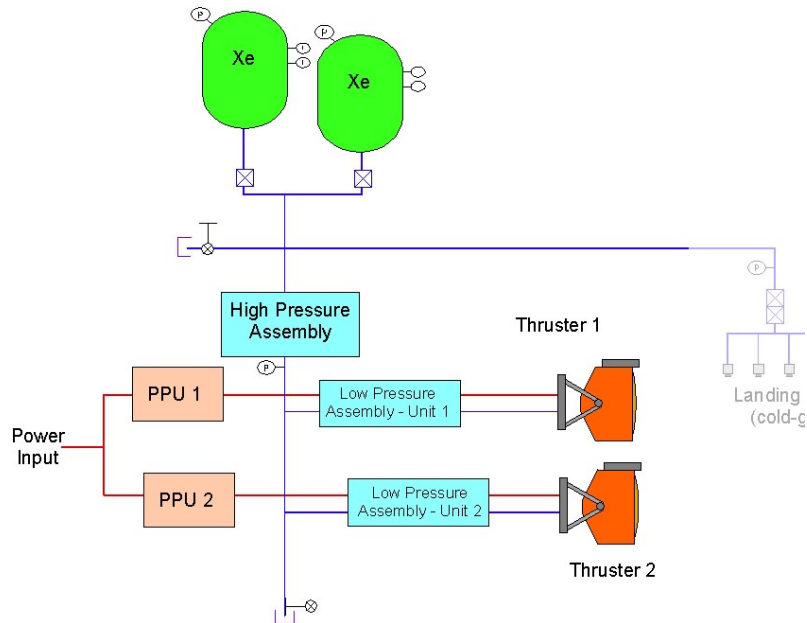 P
P
Xe
Xe
P
High Pressure
Assembly
Thruster 1
P
PPU 1
Low Pressure
Assembly - Unit 1
Landing
(cold-g
Power
Input
PPU 2
Low Pressure
Assembly - Unit 2
Thruster 2